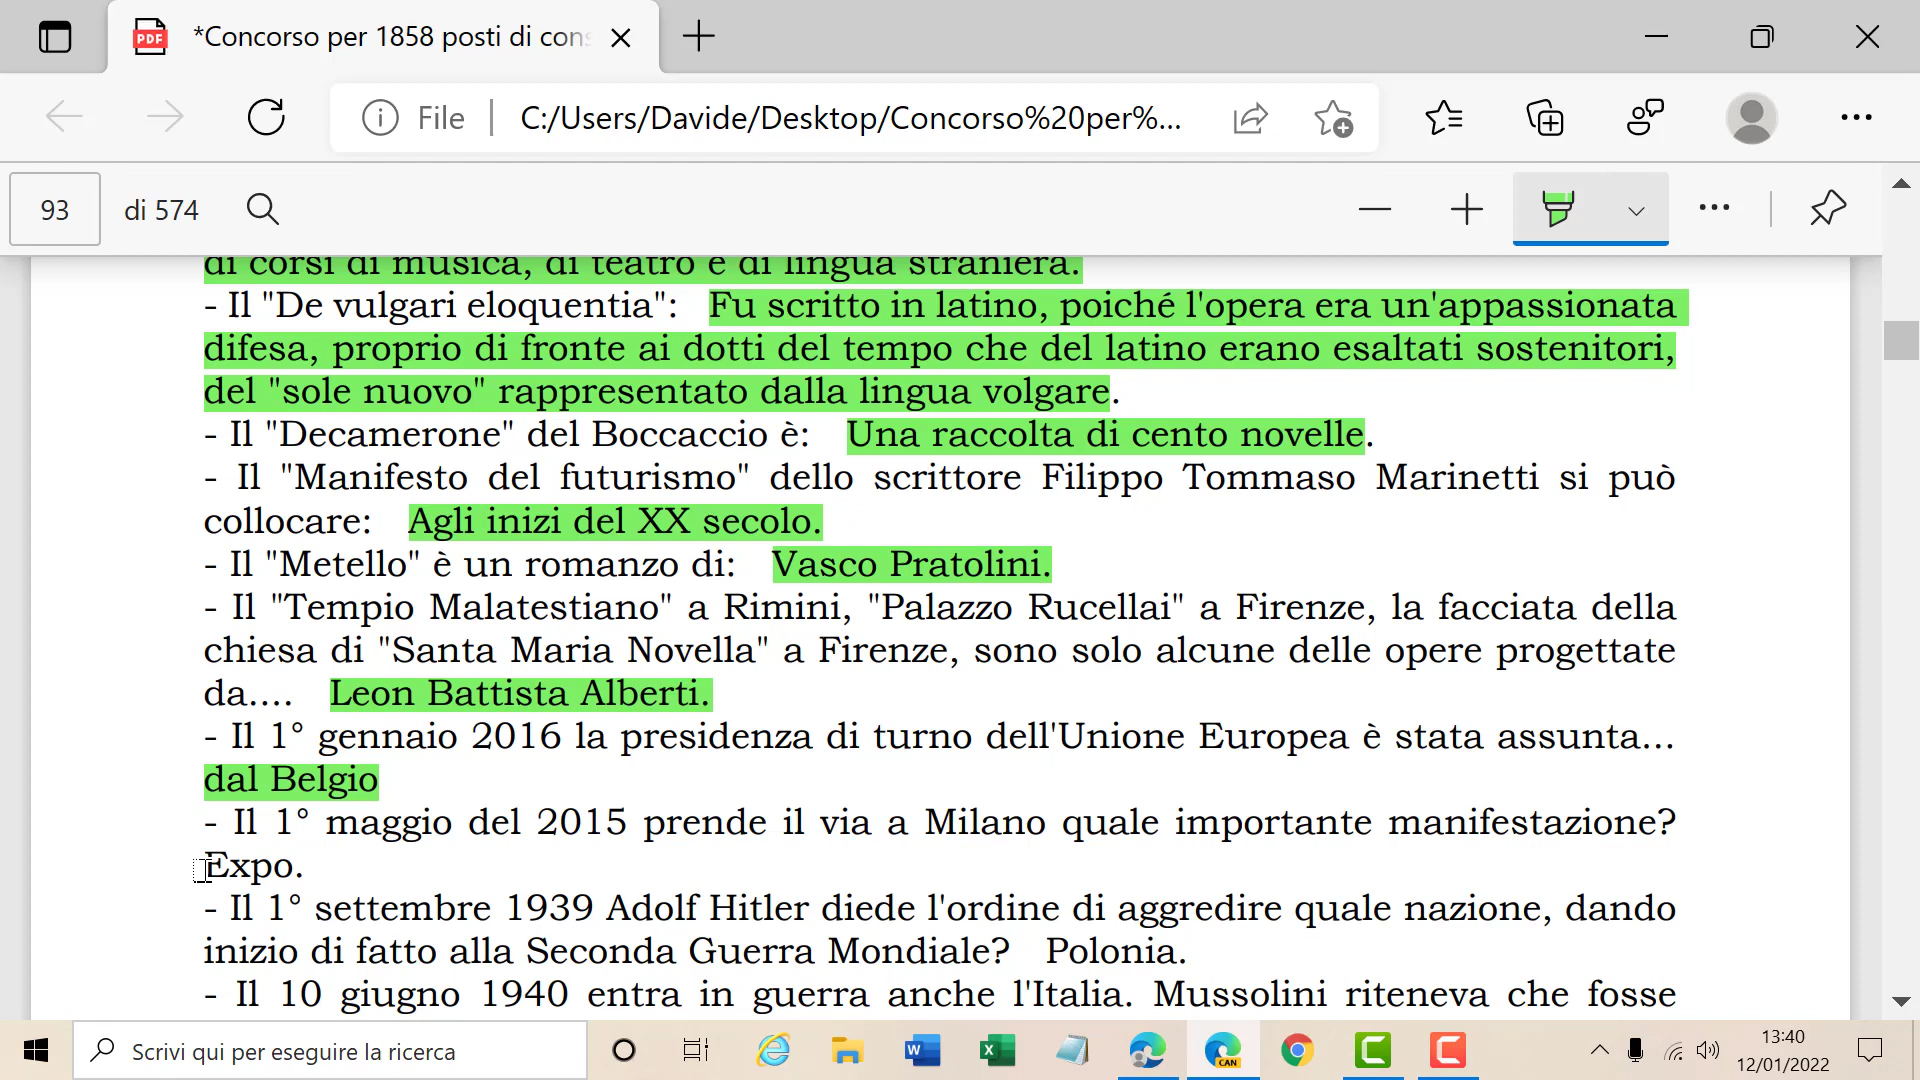 *Concorso per 1858 posti di con
File
C:/Users/Davide/Desktop/Concorso%20per%...
93
di 574
di corsi di musica, di teatro e di lingua straniera.
- Il "De vulgari eloquentia": Fu scritto in latino, poiché l'opera era un'appassionata
difesa, proprio di fronte ai dotti del tempo che del latino erano esaltati sostenitori,
del "sole nuovo" rappresentato dalla lingua volgare.
- Il "Decamerone" del Boccaccio è: Una raccolta di cento novelle.
- Il "Manifesto del futurismo" dello scrittore Filippo Tommaso Marinetti si può
collocare: Agli inizi del XX secolo.
- Il "Metello" è un romanzo di: Vasco Pratolini.
- Il "Tempio Malatestiano" a Rimini, "Palazzo Rucellai" a Firenze, la facciata della
chiesa di "Santa Maria Novella" a Firenze, sono solo alcune delle opere progettate
da.... Leon Battista Alberti.
- Il 1° gennaio 2016 la presidenza di turno dell'Unione Europea è stata assunta...
dal Belgio
- Il 1° maggio del 2015 prende il via a Milano quale importante manifestazione?
Expo.
- Il 1° settembre 1939 Adolf Hitler diede l'ordine di aggredire quale nazione, dando
inizio di fatto alla Seconda Guerra Mondiale? Polonia.
- Il 10 giugno 1940 entra in guerra anche l'Italia. Mussolini riteneva che fosse
Scrivi qui per eseguire la ricerca
CAN
13:40
12/01/2022